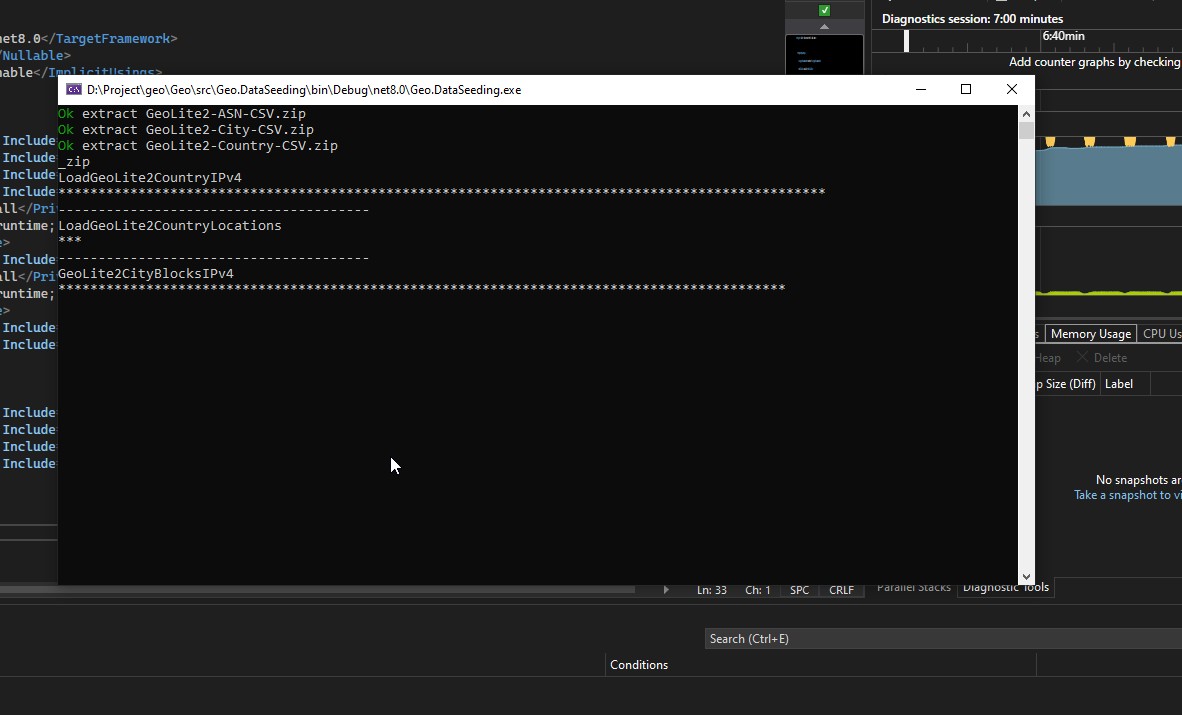 et8.0</TargetFramework>
/Nullable>
nable</ImplicitUsings>
Include
Include
Include
Include
all</Pri
runtime;
e>
Include
all</Pri
runtime;
e>
Include
Include
Include
Include
Include
Include
D:\Project\geo\Geo\src\Geo.DataSeeding\bin\Debug\net8.0\Geo.DataSeeding.exe
Ok extract GeoLite2-ASN-CSV.zip
Ok extract GeoLite2-City-CSV.zip
Ok extract GeoLite2-Country-CSV.zip
_zip
LoadGeoLite2CountryIPv4
************************************************************************************************
---------------------------------------
LoadGeoLite2CountryLocations
***
---------------------------------------
GeoLite2CityBlocksIPv4
*******************************************************************************************
Diagnostics session: 7:00 minutes
6:40min
Add counter graphs by checking
Memory Usage
CPU Us
Heap
Delete
p Size (Diff)
Label
No snapshots ar
Take a snapshot to vi
Ln: 33 Ch: 1 SPC CRLF
Parallel Stacks Diagnostic Tools
Search (Ctrl+E)
Conditions